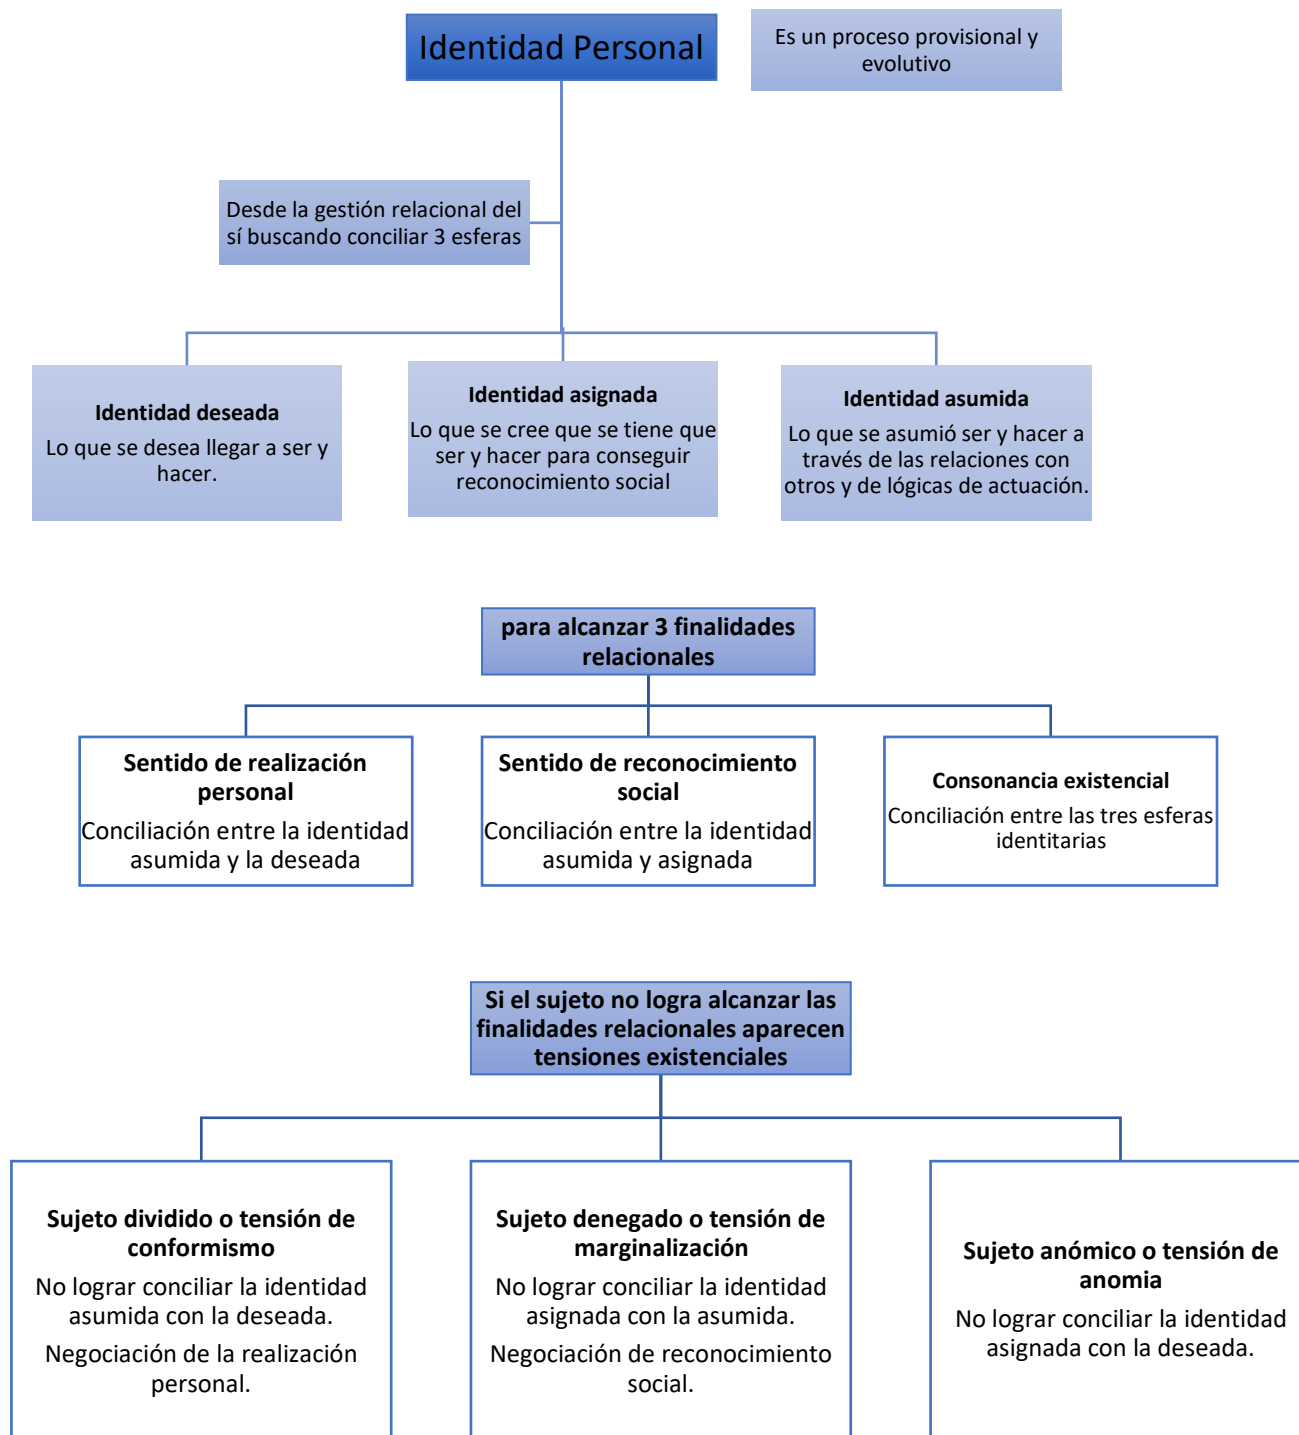 Identidad Personal
Es un proceso provisional y
evolutivo
Desde la gestión relacional del
sí buscando conciliar 3 esferas
Identidad deseada
Lo que se desea llegar a ser y
hacer.
Identidad asignada
Lo que se cree que se tiene que
ser y hacer para conseguir
reconocimiento social
Identidad asumida
Lo que se asumió ser y hacer a
través de las relaciones con
otros y de lógicas de actuación.
para alcanzar 3 finalidades
relacionales
Sentido de realización
personal
Conciliación entre la identidad
asumida y la deseada
Sentido de reconocimiento
social
Conciliación entre la identidad
asumida y asignada
Consonancia existencial
Conciliación entre las tres esferas
identitarias
Si el sujeto no logra alcanzar las
finalidades relacionales aparecen
tensiones existenciales
Sujeto dividido o tensión de
conformismo
No lograr conciliar la identidad
asumida con la deseada.
Negociación de la realización
personal.
Sujeto denegado o tensión de
marginalización
No lograr conciliar la identidad
asignada con la asumida.
Negociación de reconocimiento
social.
Sujeto anómico o tensión de
anomia
No lograr conciliar la identidad
asignada con la deseada.